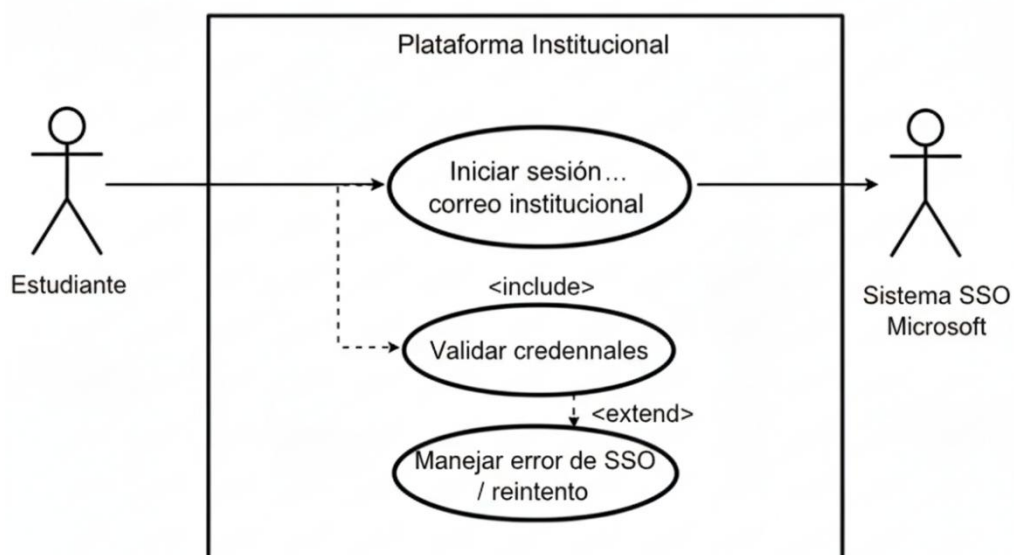 Plataforma Institucional
Iniciar sesión...
correo institucional
Estudiante
Sistema SSO
Microsoft
<include>
Validar credennales
<extend>
Manejar error de SSO
/ reintento